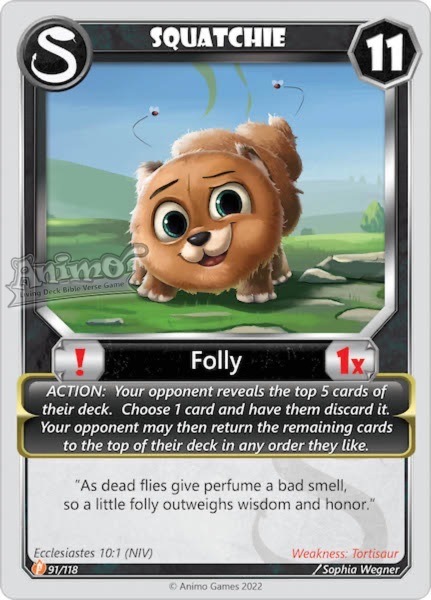 S
SQUATCHIE
11
Animos
Living Deck Bible Verse Game
!
Folly
1x
ACTION: Your opponent reveals the top 5 cards of
their deck. Choose 1 card and have them discard it.
Your opponent may then return the remaining cards
to the top of their deck in any order they like.
"As dead flies give perfume a bad smell,
so a little folly outweighs wisdom and honor."
Ecclesiastes 10:1 (NIV)
Weakness: Tortisaur
91/118
/ Sophia Wegner
© Animo Games 2022